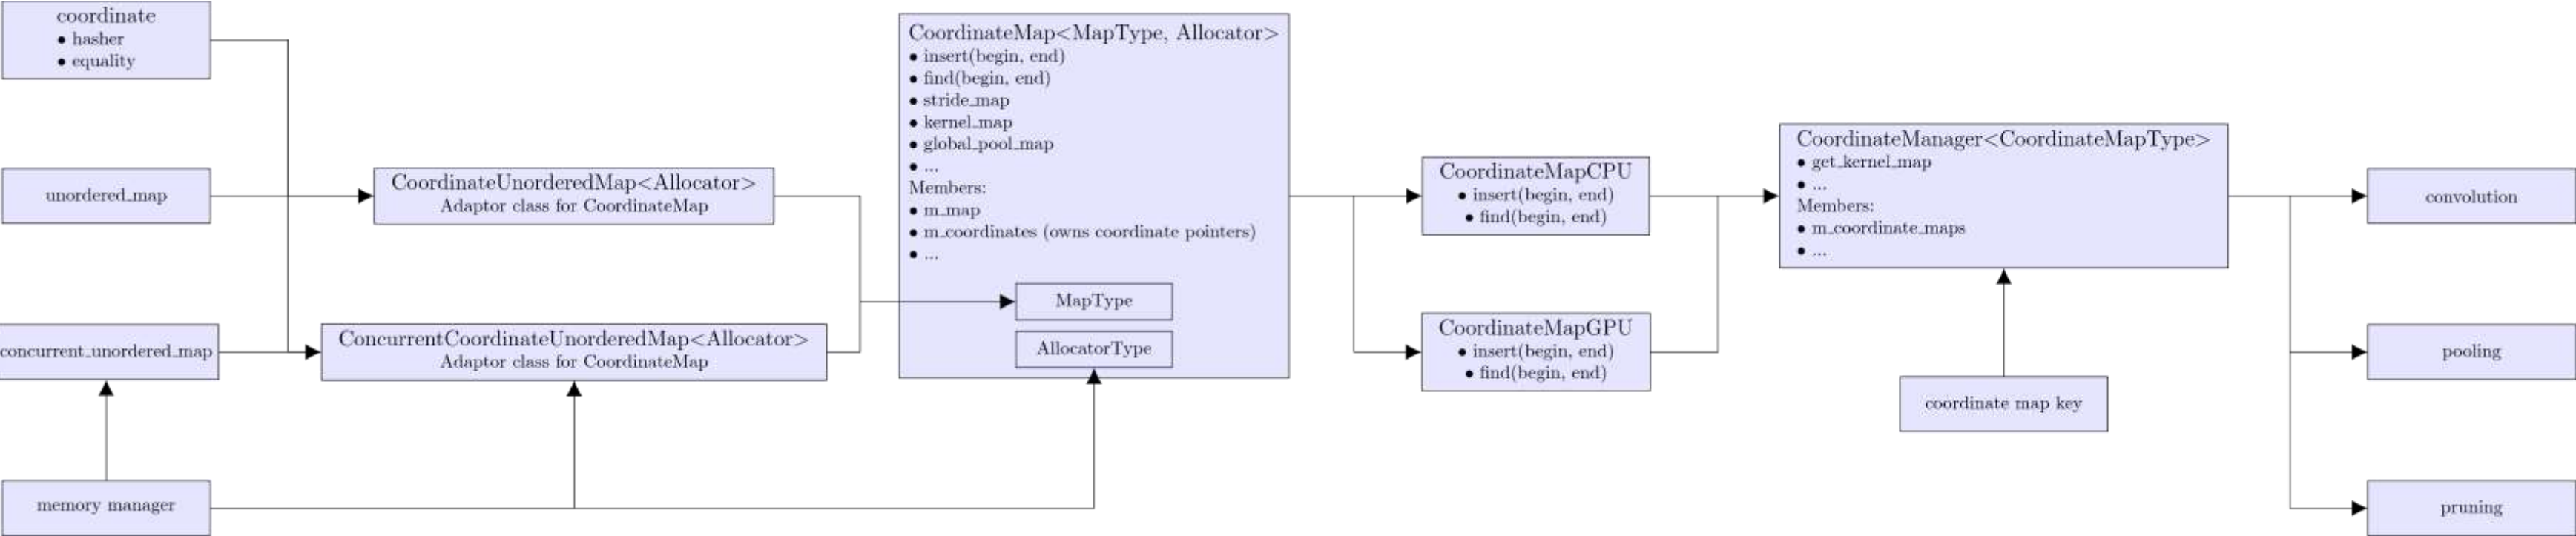 coordinate
• hasher
• equality
unordered_map
concurrent_unordered_map
memory manager
CoordinateUnorderedMap<Allocator>
Adaptor class for CoordinateMap
ConcurrentCoordinateUnorderedMap<Allocator>
Adaptor class for CoordinateMap
CoordinateMap<MapType, Allocator>
• insert(begin, end)
• find(begin, end)
• stride_map
• kernel_map
• global_pool_map
• ...
Members:
• m_map
• m_coordinates (owns coordinate pointers)
• ...
MapType
AllocatorType
CoordinateMapCPU
• insert(begin, end)
• find(begin, end)
CoordinateMapGPU
• insert(begin, end)
• find(begin, end)
CoordinateManager<CoordinateMapType>
• get_kernel_map
• ...
Members:
• m_coordinate_maps
• ...
coordinate map key
convolution
pooling
pruning